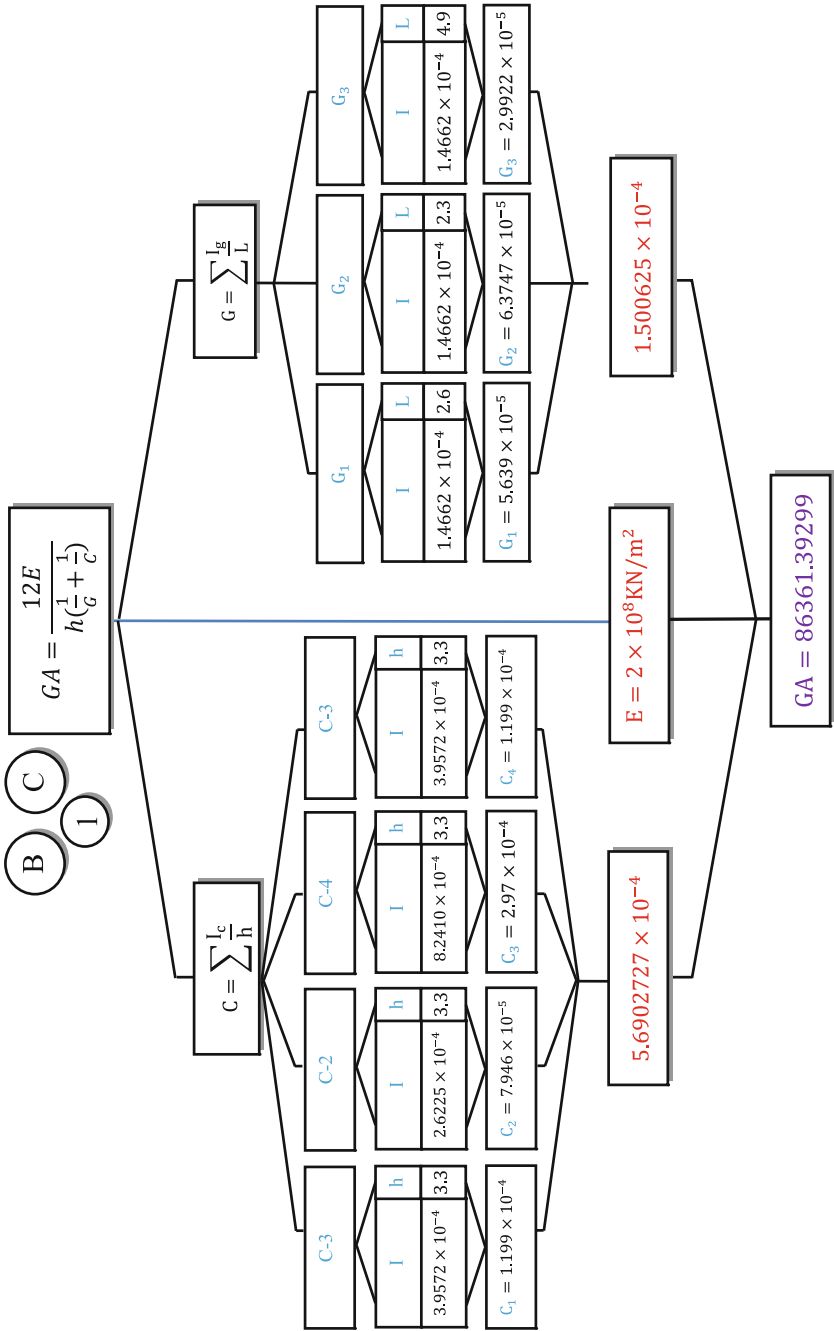 B
C
1
GA = 12E / h(1/G + 1/C)
C = ∑ I_c/h
G = ∑ I_g/L
C-3
C-2
C-4
C-3
G₁
G₂
G₃
I h
I h
I h
I h
I L
I L
I L
3.9572 × 10⁻⁴ 3.3
2.6225 × 10⁻⁴ 3.3
8.2410 × 10⁻⁴ 3.3
3.9572 × 10⁻⁴ 3.3
1.4662 × 10⁻⁴ 2.6
1.4662 × 10⁻⁴ 2.3
1.4662 × 10⁻⁴ 4.9
C₁ = 1.199 × 10⁻⁴
C₂ = 7.946 × 10⁻⁵
C₃ = 2.97 × 10⁻⁴
C₄ = 1.199 × 10⁻⁴
G₁ = 5.639 × 10⁻⁵
G₂ = 6.3747 × 10⁻⁵
G₃ = 2.9922 × 10⁻⁵
5.6902727 × 10⁻⁴
E = 2 × 10⁸KN/m²
1.500625 × 10⁻⁴
GA = 86361.39299